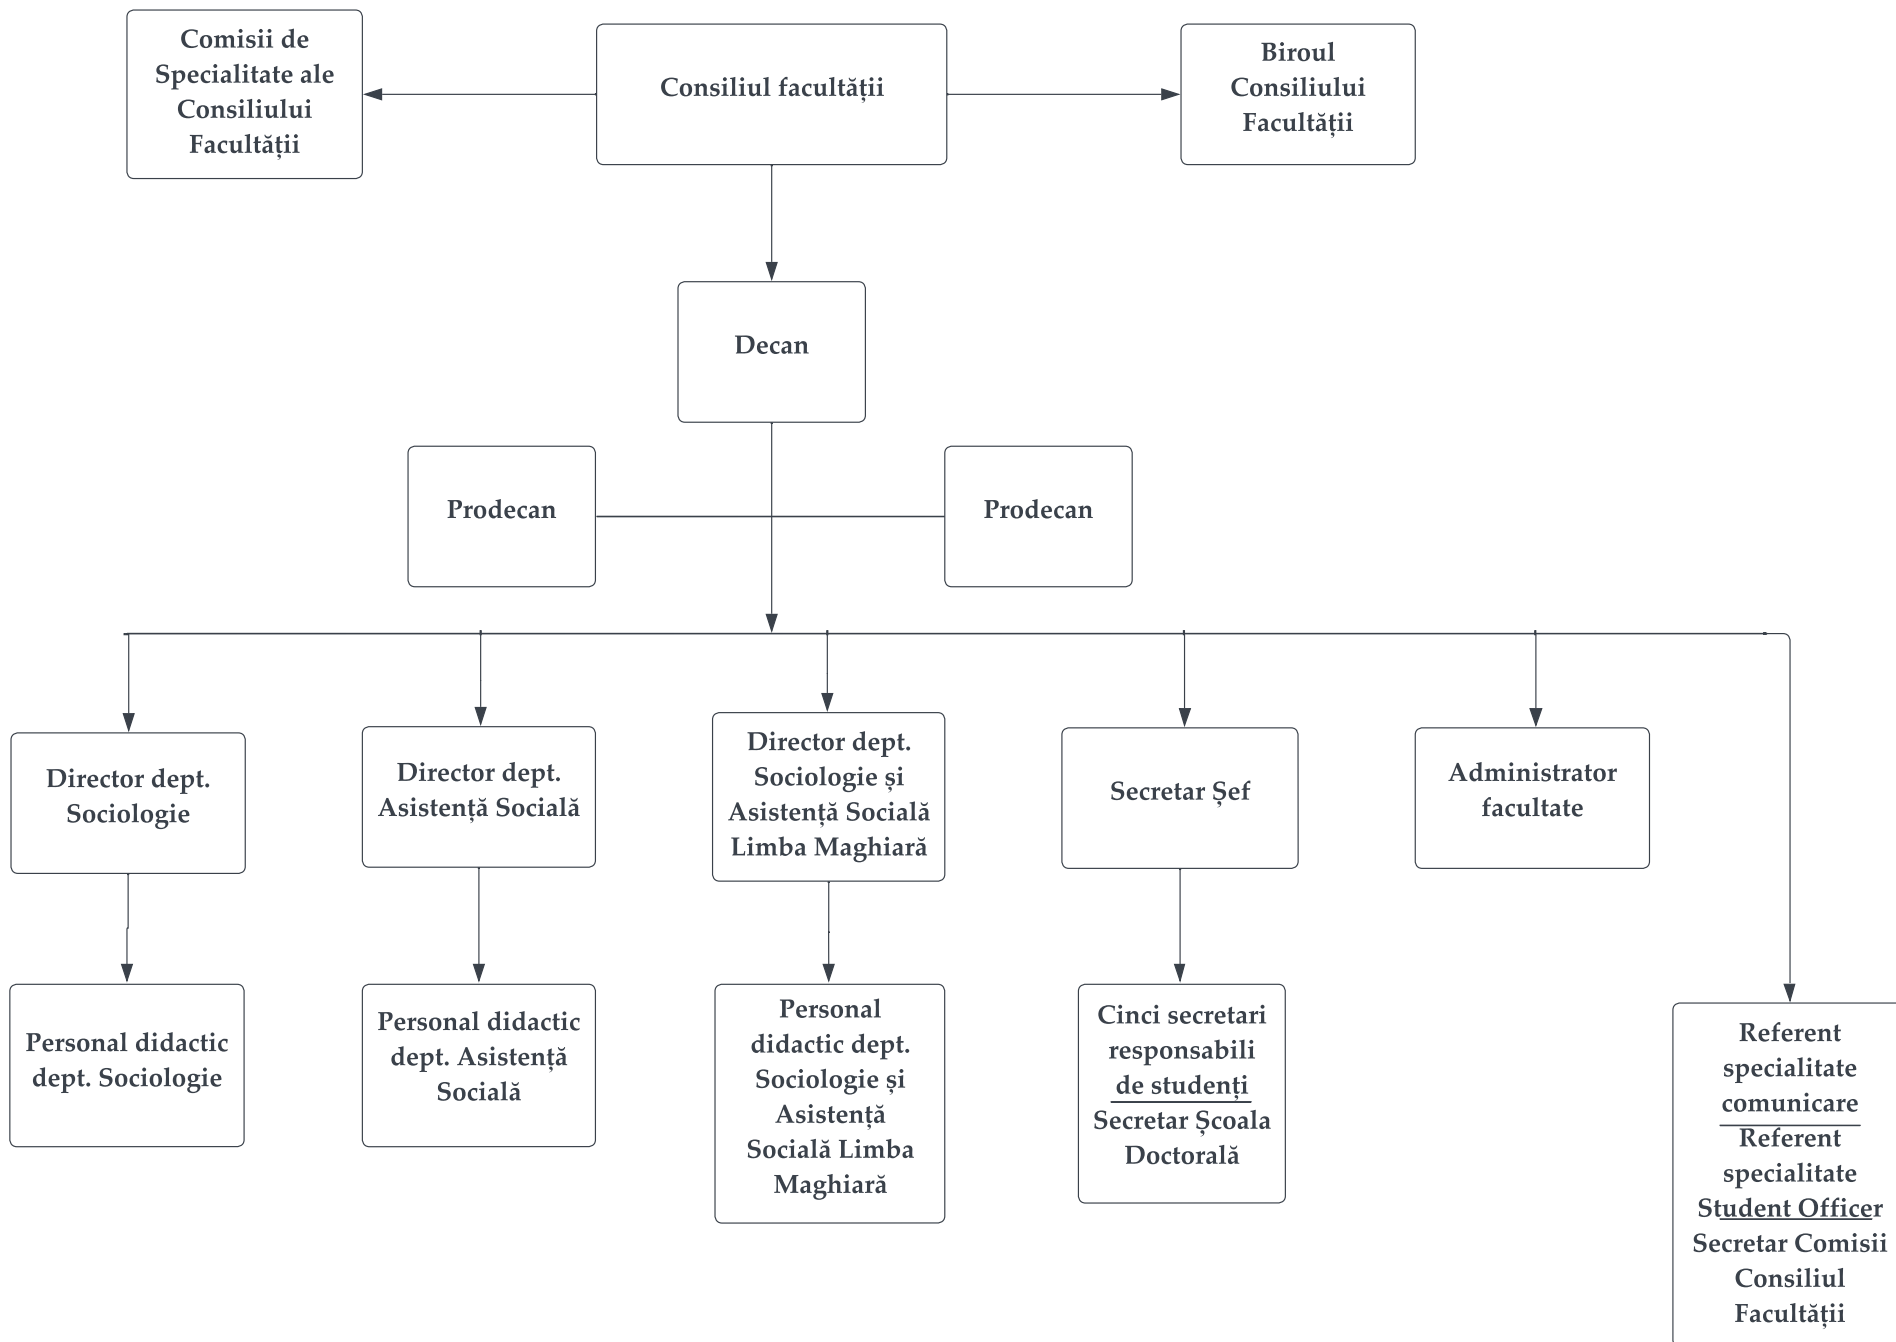 Comisii de
Specialitate ale
Consiliului
Facultății
Consiliul facultății
Biroul
Consiliului
Facultății
Decan
Prodecan
Prodecan
Director dept.
Sociologie
Director dept.
Asistență Socială
Director dept.
Sociologie și
Asistență Socială
Limba Maghiară
Secretar Șef
Administrator
facultate
Personal didactic
dept. Sociologie
Personal didactic
dept. Asistență
Socială
Personal
didactic dept.
Sociologie și
Asistență
Socială Limba
Maghiară
Cinci secretari
responsabili
de studenți
Secretar Școala
Doctorală
Referent
specialitate
comunicare
Referent
specialitate
Student Officer
Secretar Comisii
Consiliul
Facultății